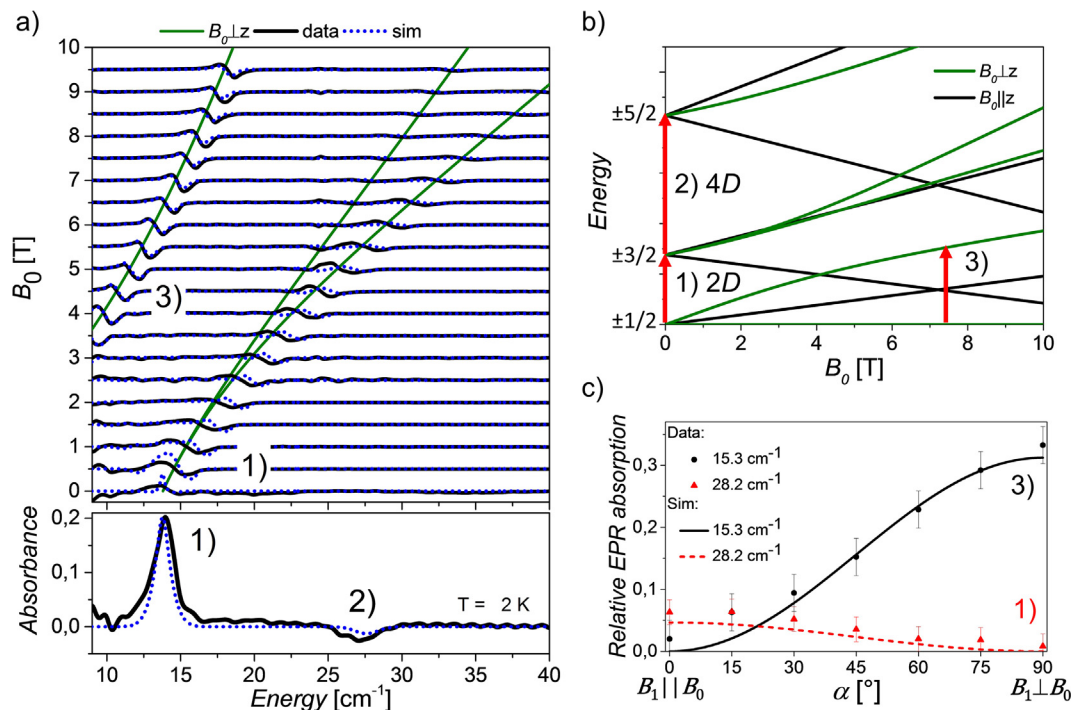 a)
B₀⊥z data sim
10
9
8
7
6
5
4
3
2
1
0
B₀ [T]
3)
1)
0,2
0,1
0,0
Absorbance
1)
2)
T = 2 K
10 15 20 25 30 35 40
Energy [cm⁻¹]
b)
B₀⊥z
B₀||z
±5/2
±3/2
±1/2
Energy
2) 4D
1) 2D
3)
0 2 4 6 8 10
B₀ [T]
c)
Data:
15.3 cm⁻¹
28.2 cm⁻¹
Sim:
15.3 cm⁻¹
28.2 cm⁻¹
3)
1)
0,3
0,2
0,1
0,0
Relative EPR absorption
0 15 30 45 60 75 90
B₁||B₀ α [°] B₁⊥B₀